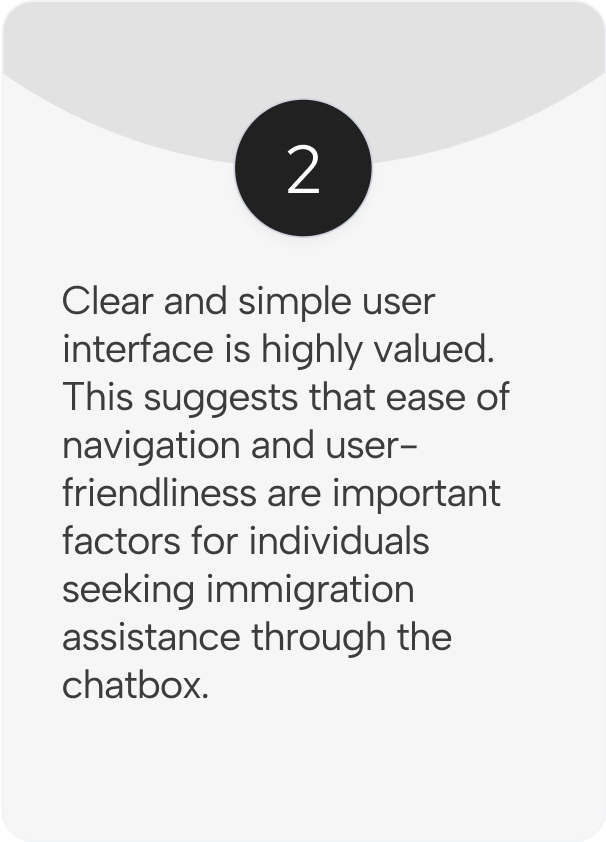 2
Clear and simple user
interface is highly valued.
This suggests that ease of
navigation and user-
friendliness are important
factors for individuals
seeking immigration
assistance through the
chatbox.